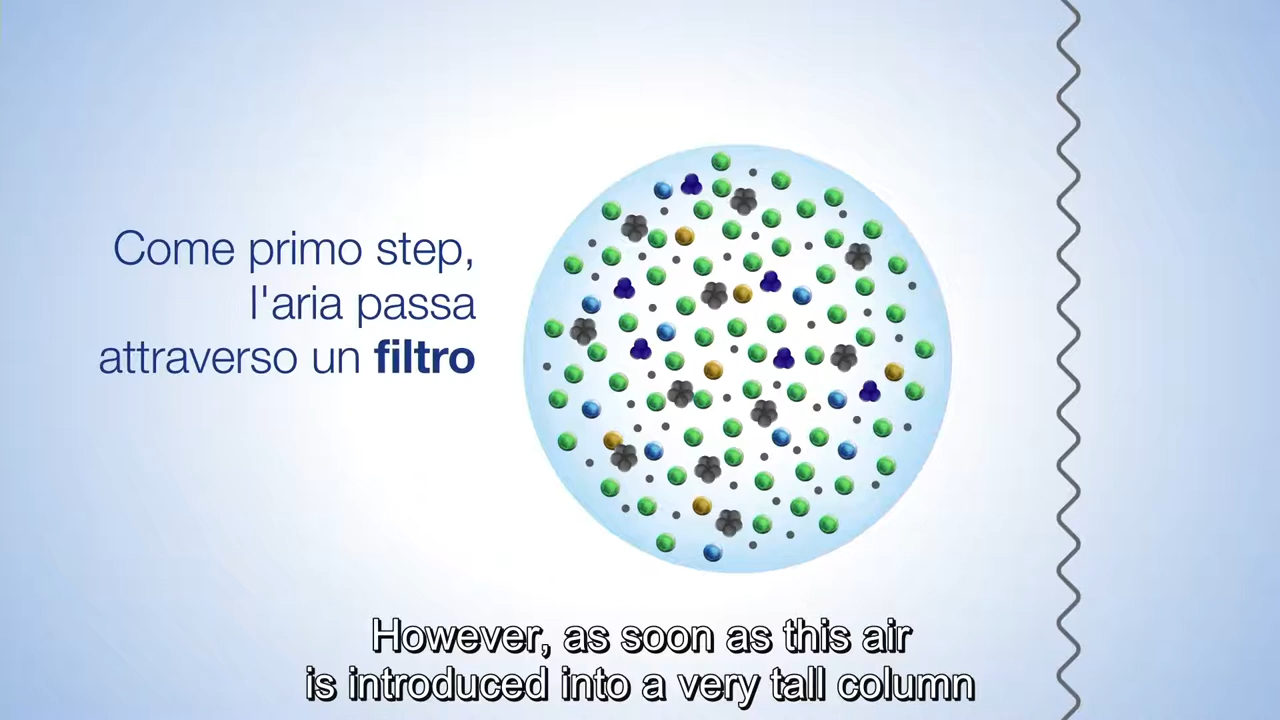 Come primo step,
l'aria passa
attraverso un filtro
However, as soon as this air
is introduced into a very tall column